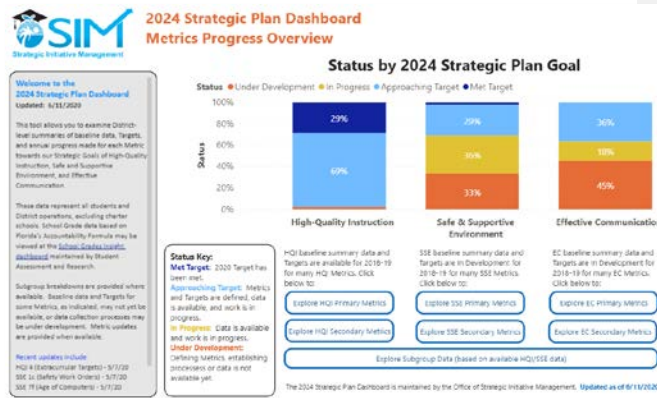 SIM
Strategic Initiative Management
2024 Strategic Plan Dashboard
Metrics Progress Overview
Welcome to the
2024 Strategic Plan Dashboard
Updated: 6/11/2020
This tool allows you to examine District-
level summaries of baseline data, Targets,
and annual progress made for each Metric
towards our Strategic Goals of High-Quality
Instruction, Safe and Supportive
Environment, and Effective
Communication.
These data represent all students and
District operations, excluding charter
schools. School Grade data based on
Florida's Accountability Formula may be
viewed at the School Grades Insight
dashboard maintained by Student
Assessment and Research.
Subgroup breakdowns are provided where
available. Baseline data and Targets for
some Metrics, as indicated, may not yet be
available, or data collection processes may
be under development. Metric updates
are provided when available.
Recent updates include
HQI 4 (Extracurricular Targets) - 5/7/20
SSE 1c (Safety Work Orders) - 5/7/20
SSE 7f (Age of Computers) - 5/7/20
Status by 2024 Strategic Plan Goal
Status Under Development In Progress Approaching Target Met Target
Status
100%
80%
60%
40%
20%
0%
29%
69%
29%
36%
33%
36%
18%
45%
High-Quality Instruction
Safe & Supportive
Environment
Effective Communication
Status Key:
Met Target: 2020 Target has
been met.
Approaching Target: Metrics
and Targets are defined, data
is available, and work is in
progress.
In Progress: Data is available
and work is in progress.
Under Development:
Defining Metrics, establishing
processes or data is not
available yet.
HQI baseline summary data and
Targets are available for 2018-19
for many HQI Metrics. Click
below to:
Explore HQI Primary Metrics
Explore HQI Secondary Metrics
SSE baseline summary data and
Targets are in Development for
2018-19 for many SSE Metrics.
Click below to:
Explore SSE Primary Metrics
Explore SSE Secondary Metrics
EC baseline summary data and
Targets are in Development for
2018-19 for many EC Metrics.
Click below to:
Explore EC Primary Metrics
Explore EC Secondary Metrics
Explore Subgroup Data (based on available HQI/SSE data)
The 2024 Strategic Plan Dashboard is maintained by the Office of Strategic Initiative Management. Updated as of 6/11/2020